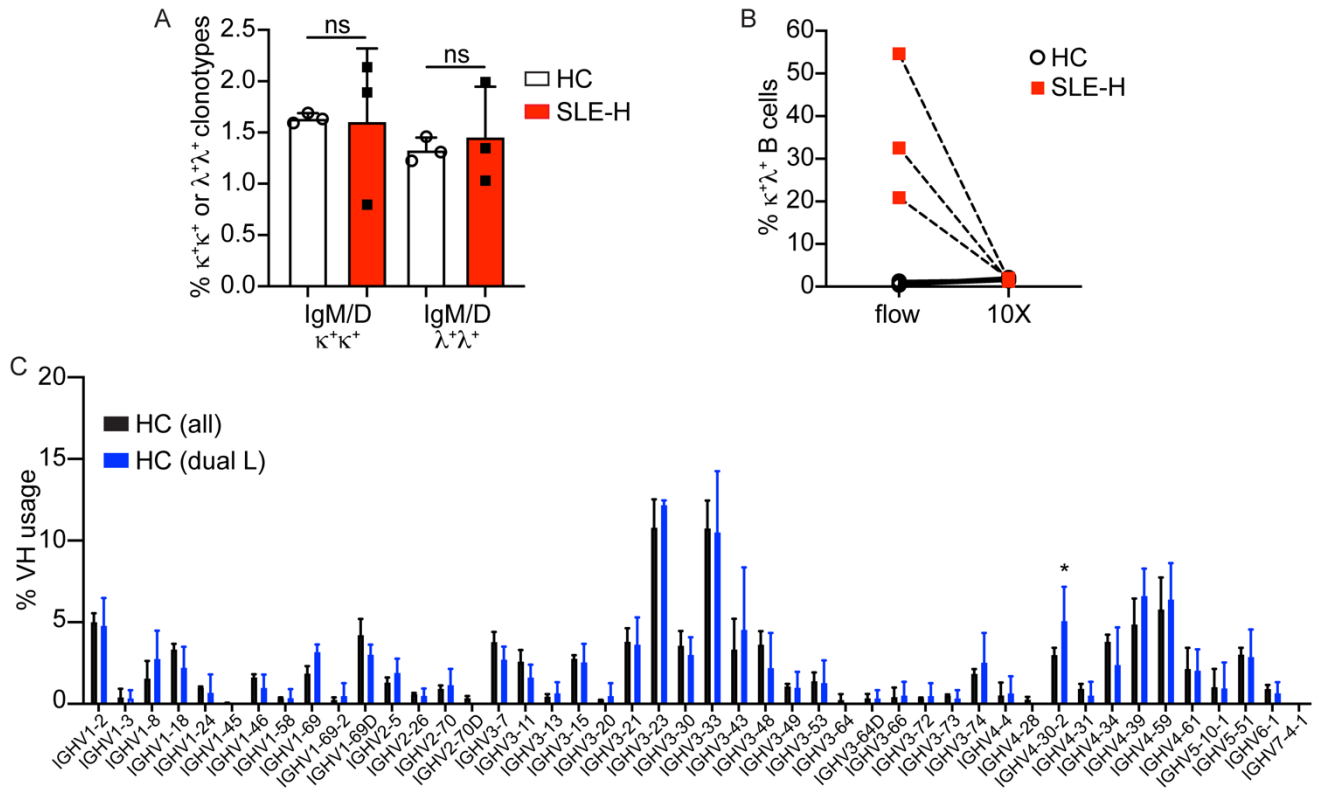 A
% κ⁺κ⁺ or λ⁺λ⁺ clonotypes
2.5
2.0
1.5
1.0
0.5
0.0
ns
ns
HC
SLE-H
IgM/D
κ⁺κ⁺
IgM/D
λ⁺λ⁺
B
% κ⁺λ⁺ B cells
60
50
40
30
20
10
0
HC
SLE-H
flow
10X
C
% VH usage
20
15
10
5
0
HC (all)
HC (dual L)
*
IGHV1-2
IGHV1-3
IGHV1-8
IGHV1-18
IGHV1-24
IGHV1-45
IGHV1-46
IGHV1-58
IGHV1-69
IGHV1-69-2
IGHV1-69D
IGHV2-5
IGHV2-26
IGHV2-70
IGHV2-70D
IGHV3-7
IGHV3-11
IGHV3-13
IGHV3-15
IGHV3-20
IGHV3-21
IGHV3-23
IGHV3-30
IGHV3-33
IGHV3-43
IGHV3-48
IGHV3-49
IGHV3-53
IGHV3-64
IGHV3-64D
IGHV3-66
IGHV3-72
IGHV3-73
IGHV3-74
IGHV4-4
IGHV4-28
IGHV4-30-2
IGHV4-31
IGHV4-34
IGHV4-39
IGHV4-59
IGHV4-61
IGHV5-10-1
IGHV5-51
IGHV6-1
IGHV7-4-1